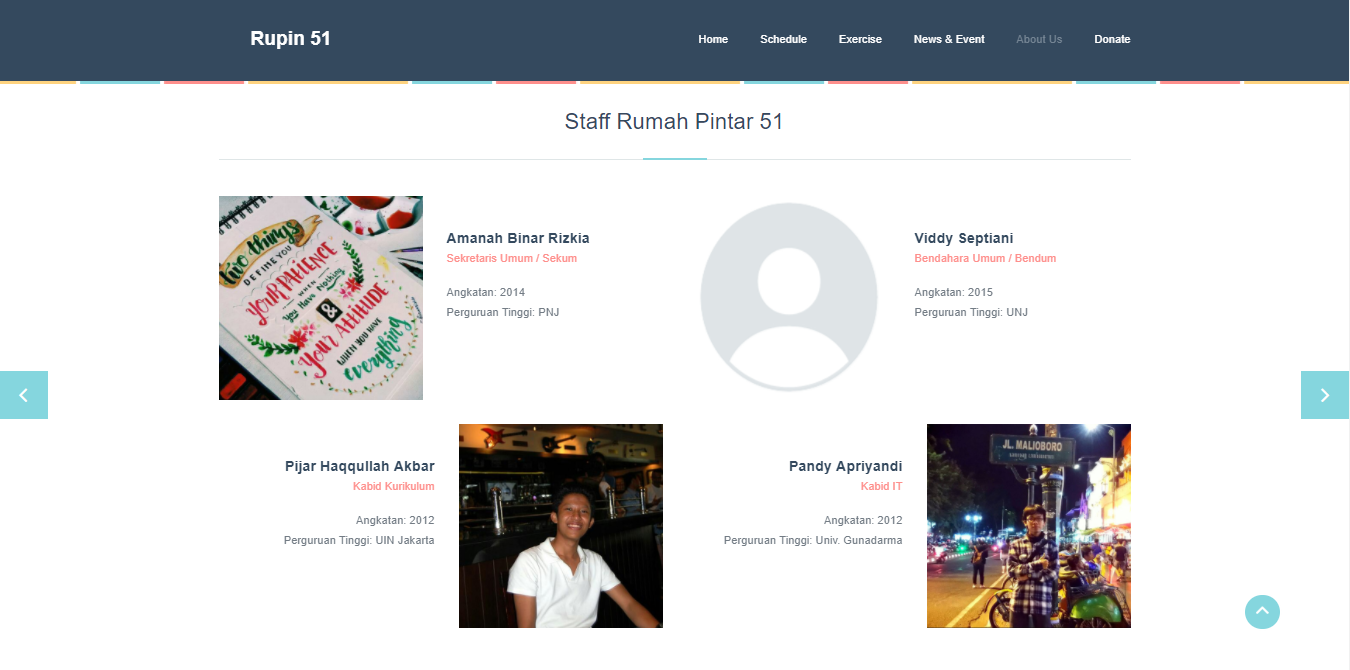 Rupin 51
Home
Schedule
Exercise
News & Event
About Us
Donate
Staff Rumah Pintar 51
two things
DEFINE YOU
YOUR PATIENCE
WHEN
You Have Nothing
&
Your ATTITUDE
WHEN YOU HAVE
everything
Amanah Binar Rizkia
Sekretaris Umum / Sekum
Angkatan: 2014
Perguruan Tinggi: PNJ
Viddy Septiani
Bendahara Umum / Bendum
Angkatan: 2015
Perguruan Tinggi: UNJ
Pijar Haqqullah Akbar
Kabid Kurikulum
Angkatan: 2012
Perguruan Tinggi: UIN Jakarta
Pandy Apriyandi
Kabid IT
Angkatan: 2012
Perguruan Tinggi: Univ. Gunadarma
JL. MALIOBORO